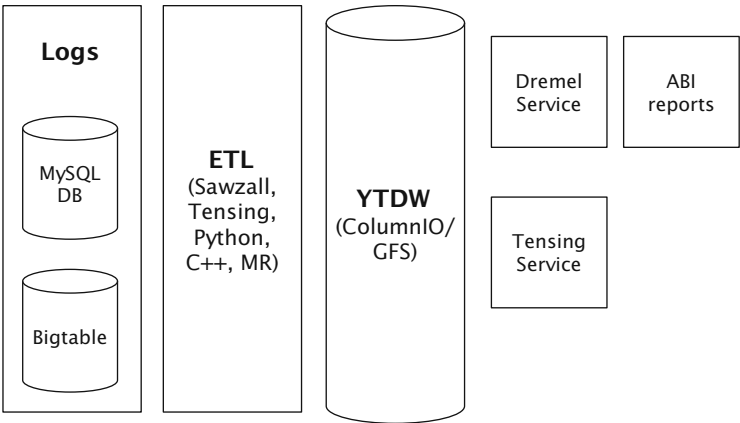 Logs
MySQL
DB
Bigtable
ETL
(Sawzall,
Tensing,
Python,
C++, MR)
YTDW
(ColumnIO/
GFS)
Dremel
Service
ABI
reports
Tensing
Service